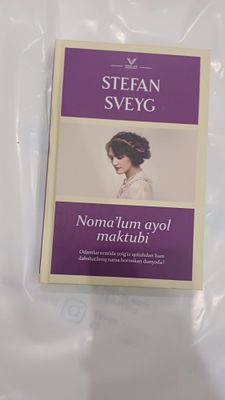 STEFAN
SVEYG
Noma'lum ayol
maktubi
Odamlar orasida yolg'iz qolishdan ham
dahshatliroq narsa bormikan dunyoda?